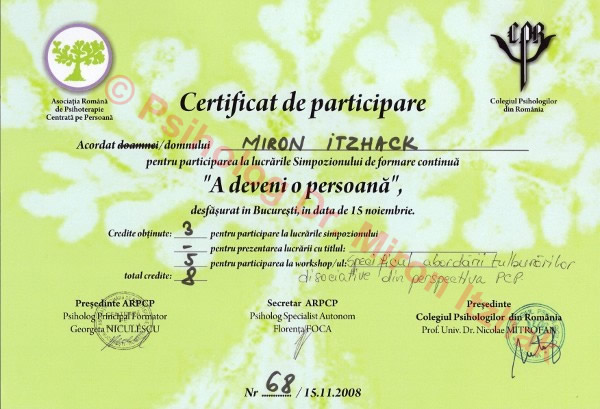 Asociația Română
de Psihoterapie
Centrată pe Persoană
CPR
Colegiul Psihologilor
din România
Certificat de participare
Acordat doamnei/domnului MIRON ITZHACK
pentru participarea la lucrările Simpozionului de formare continuă
"A deveni o persoană",
desfășurat in București, in data de 15 noiembrie.
Credite obținute: 3 pentru participare la lucrările simpozionului
- pentru prezentarea lucrării cu titlul:
5 pentru participarea la workshop/ul: Specificul abordării tulburărilor
total credite: 8 disociative din perspectiva PCP
Președinte ARPCP
Psiholog Principal Formator
Georgeta NICULESCU
Secretar ARPCP
Psiholog Specialist Autonom
Florența FOCA
Președinte
Colegiul Psihologilor din România
Prof. Univ. Dr. Nicolae MITROFAN
Nr 68 / 15.11.2008
© Psiholog Dr. Miron Itzhak